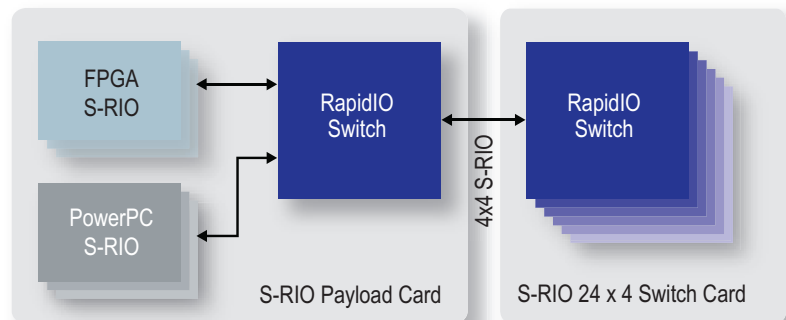 FPGA
S-RIO
RapidIO
Switch
PowerPC
S-RIO
S-RIO Payload Card
4x4 S-RIO
RapidIO
Switch
S-RIO 24 x 4 Switch Card